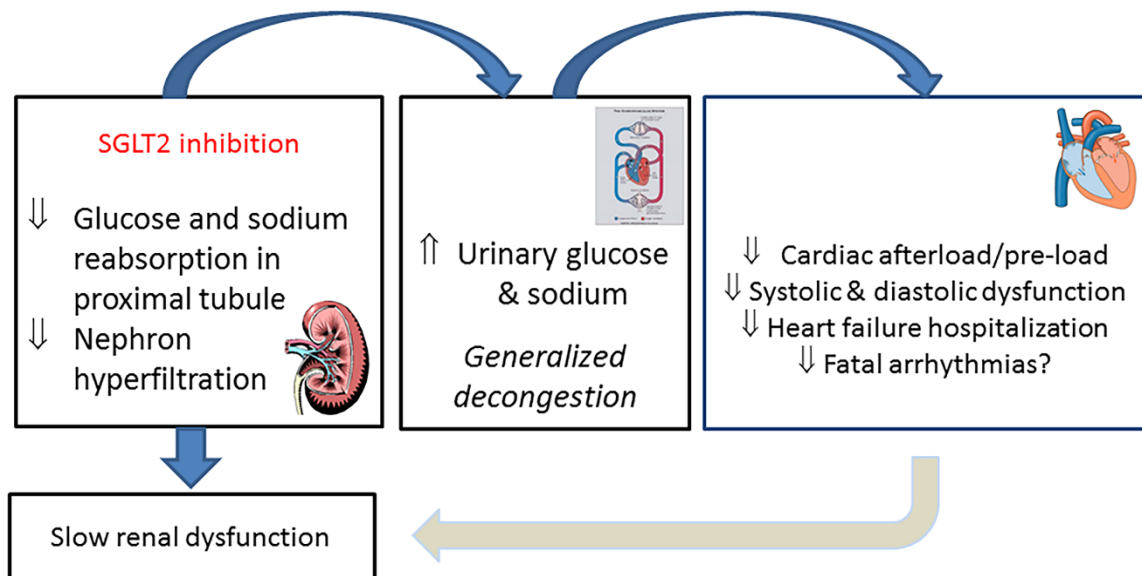 SGLT2 inhibition
⇓ Glucose and sodium
reabsorption in
proximal tubule
⇓ Nephron
hyperfiltration
⇑ Urinary glucose
& sodium
Generalized
decongestion
⇓ Cardiac afterload/pre-load
⇓ Systolic & diastolic dysfunction
⇓ Heart failure hospitalization
⇓ Fatal arrhythmias?
Slow renal dysfunction